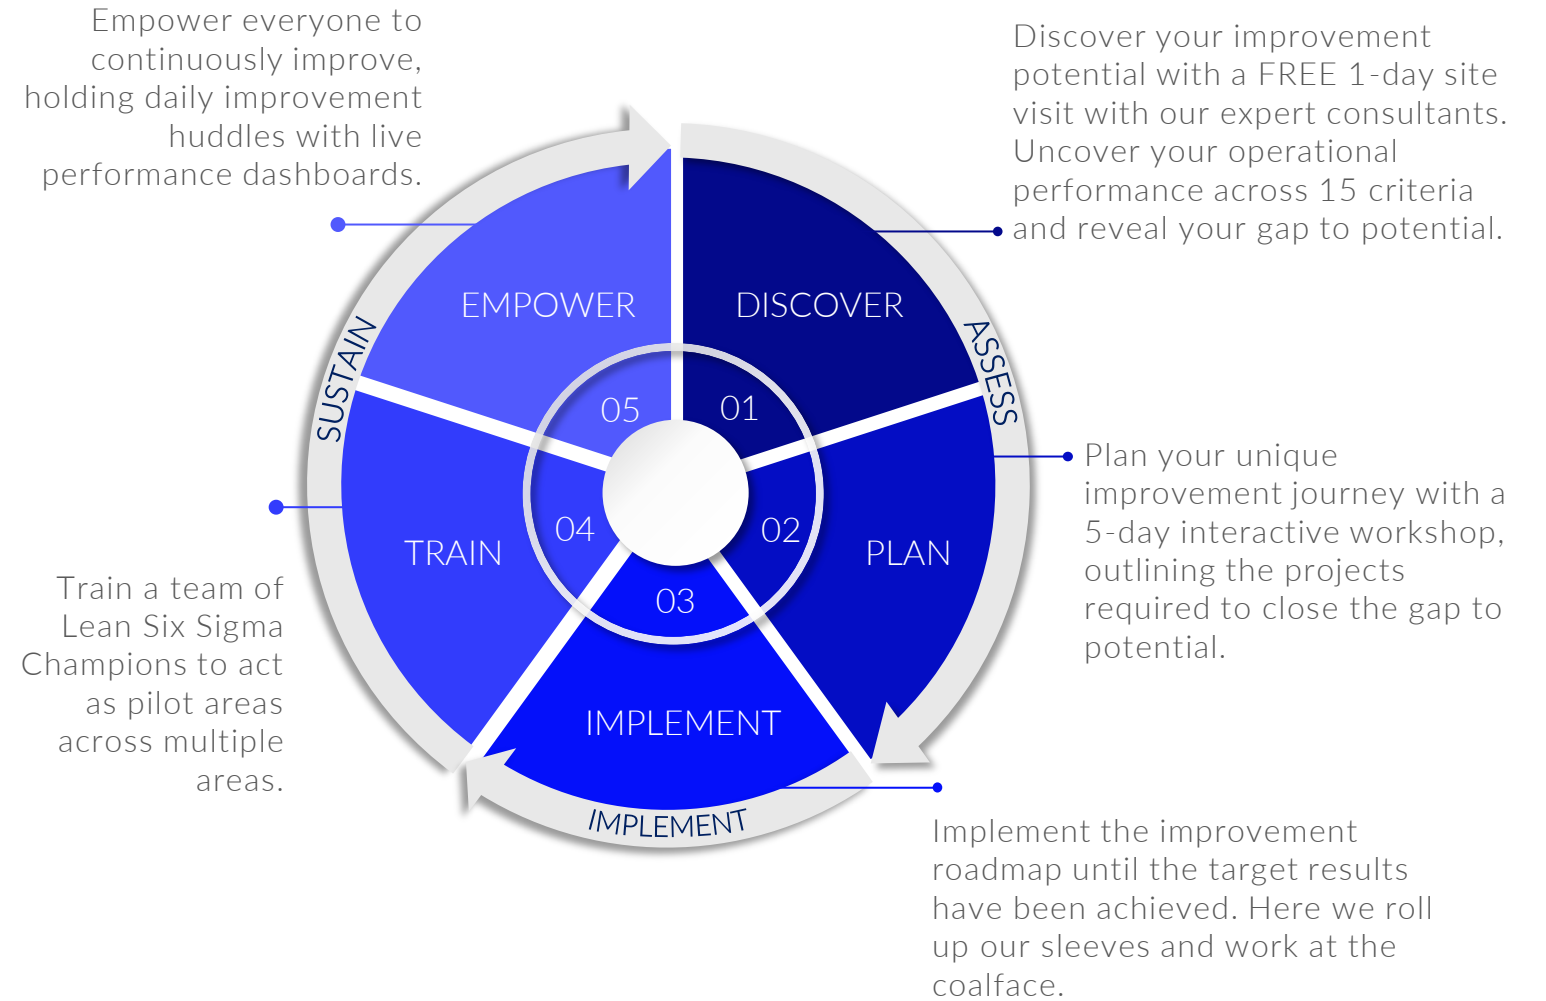 Empower everyone to
continuously improve,
holding daily improvement
huddles with live
performance dashboards.
Discover your improvement
potential with a FREE 1-day site
visit with our expert consultants.
Uncover your operational
performance across 15 criteria
and reveal your gap to potential.
EMPOWER
DISCOVER
SUSTAIN
ASSESS
05
01
Plan your unique
improvement journey with a
5-day interactive workshop,
outlining the projects
required to close the gap to
potential.
04
02
TRAIN
PLAN
03
Train a team of
Lean Six Sigma
Champions to act
as pilot areas
across multiple
areas.
IMPLEMENT
IMPLEMENT
Implement the improvement
roadmap until the target results
have been achieved. Here we roll
up our sleeves and work at the
coalface.